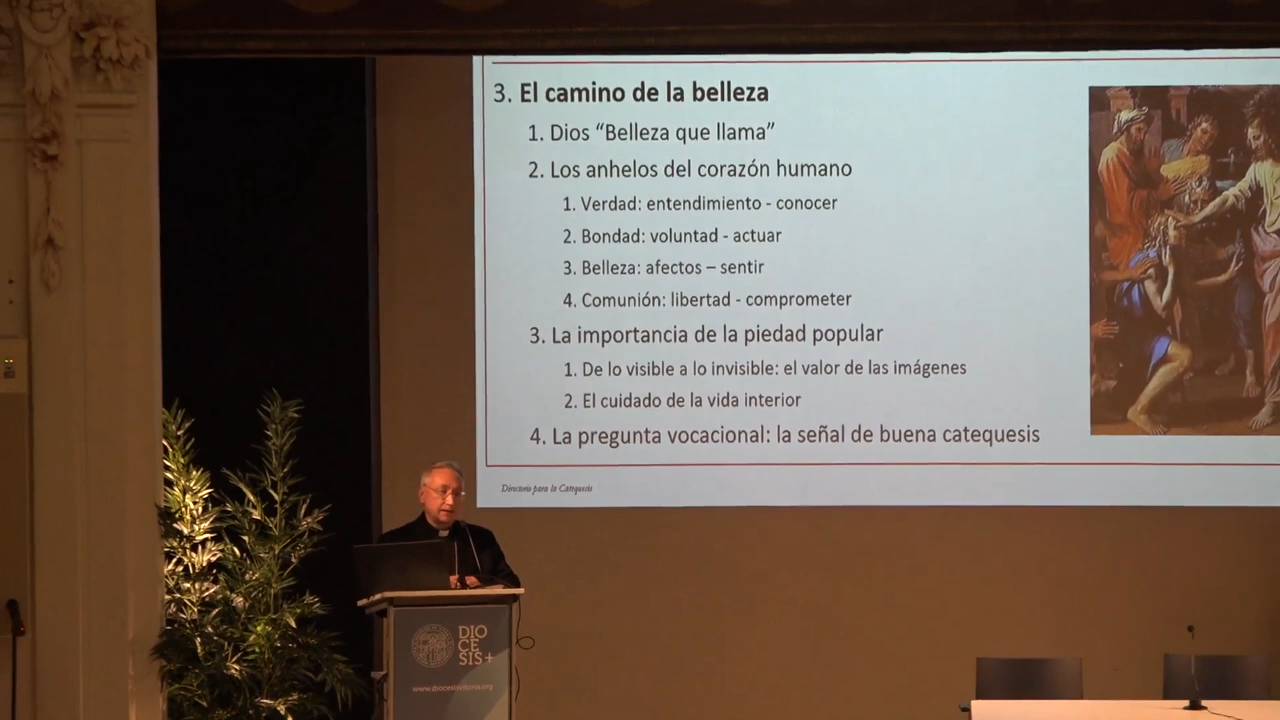 3. El camino de la belleza
1. Dios “Belleza que llama”
2. Los anhelos del corazón humano
1. Verdad: entendimiento - conocer
2. Bondad: voluntad - actuar
3. Belleza: afectos – sentir
4. Comunión: libertad - comprometer
3. La importancia de la piedad popular
1. De lo visible a lo invisible: el valor de las imágenes
2. El cuidado de la vida interior
4. La pregunta vocacional: la señal de buena catequesis
Directorio para la Catequesis
DIO
CE
SIS+
www.diocesisvitoria.org